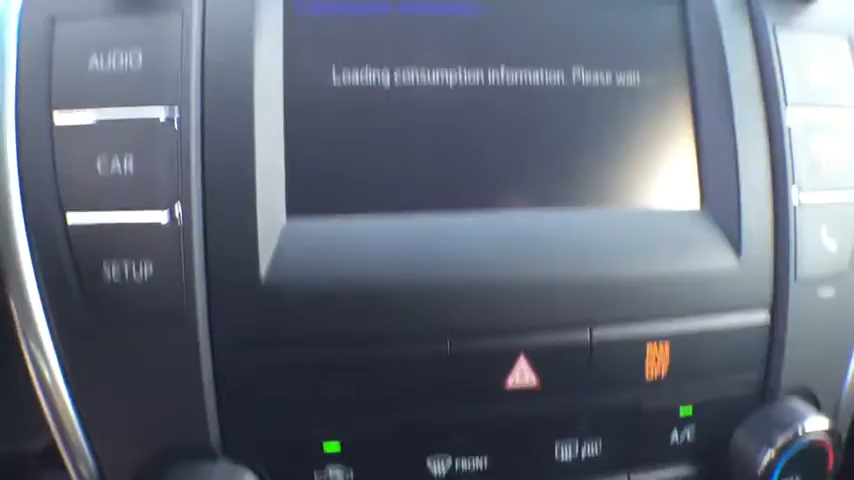 AUDIO
Loading consumption information. Please wait
CAR
SETUP
FRONT
A/C